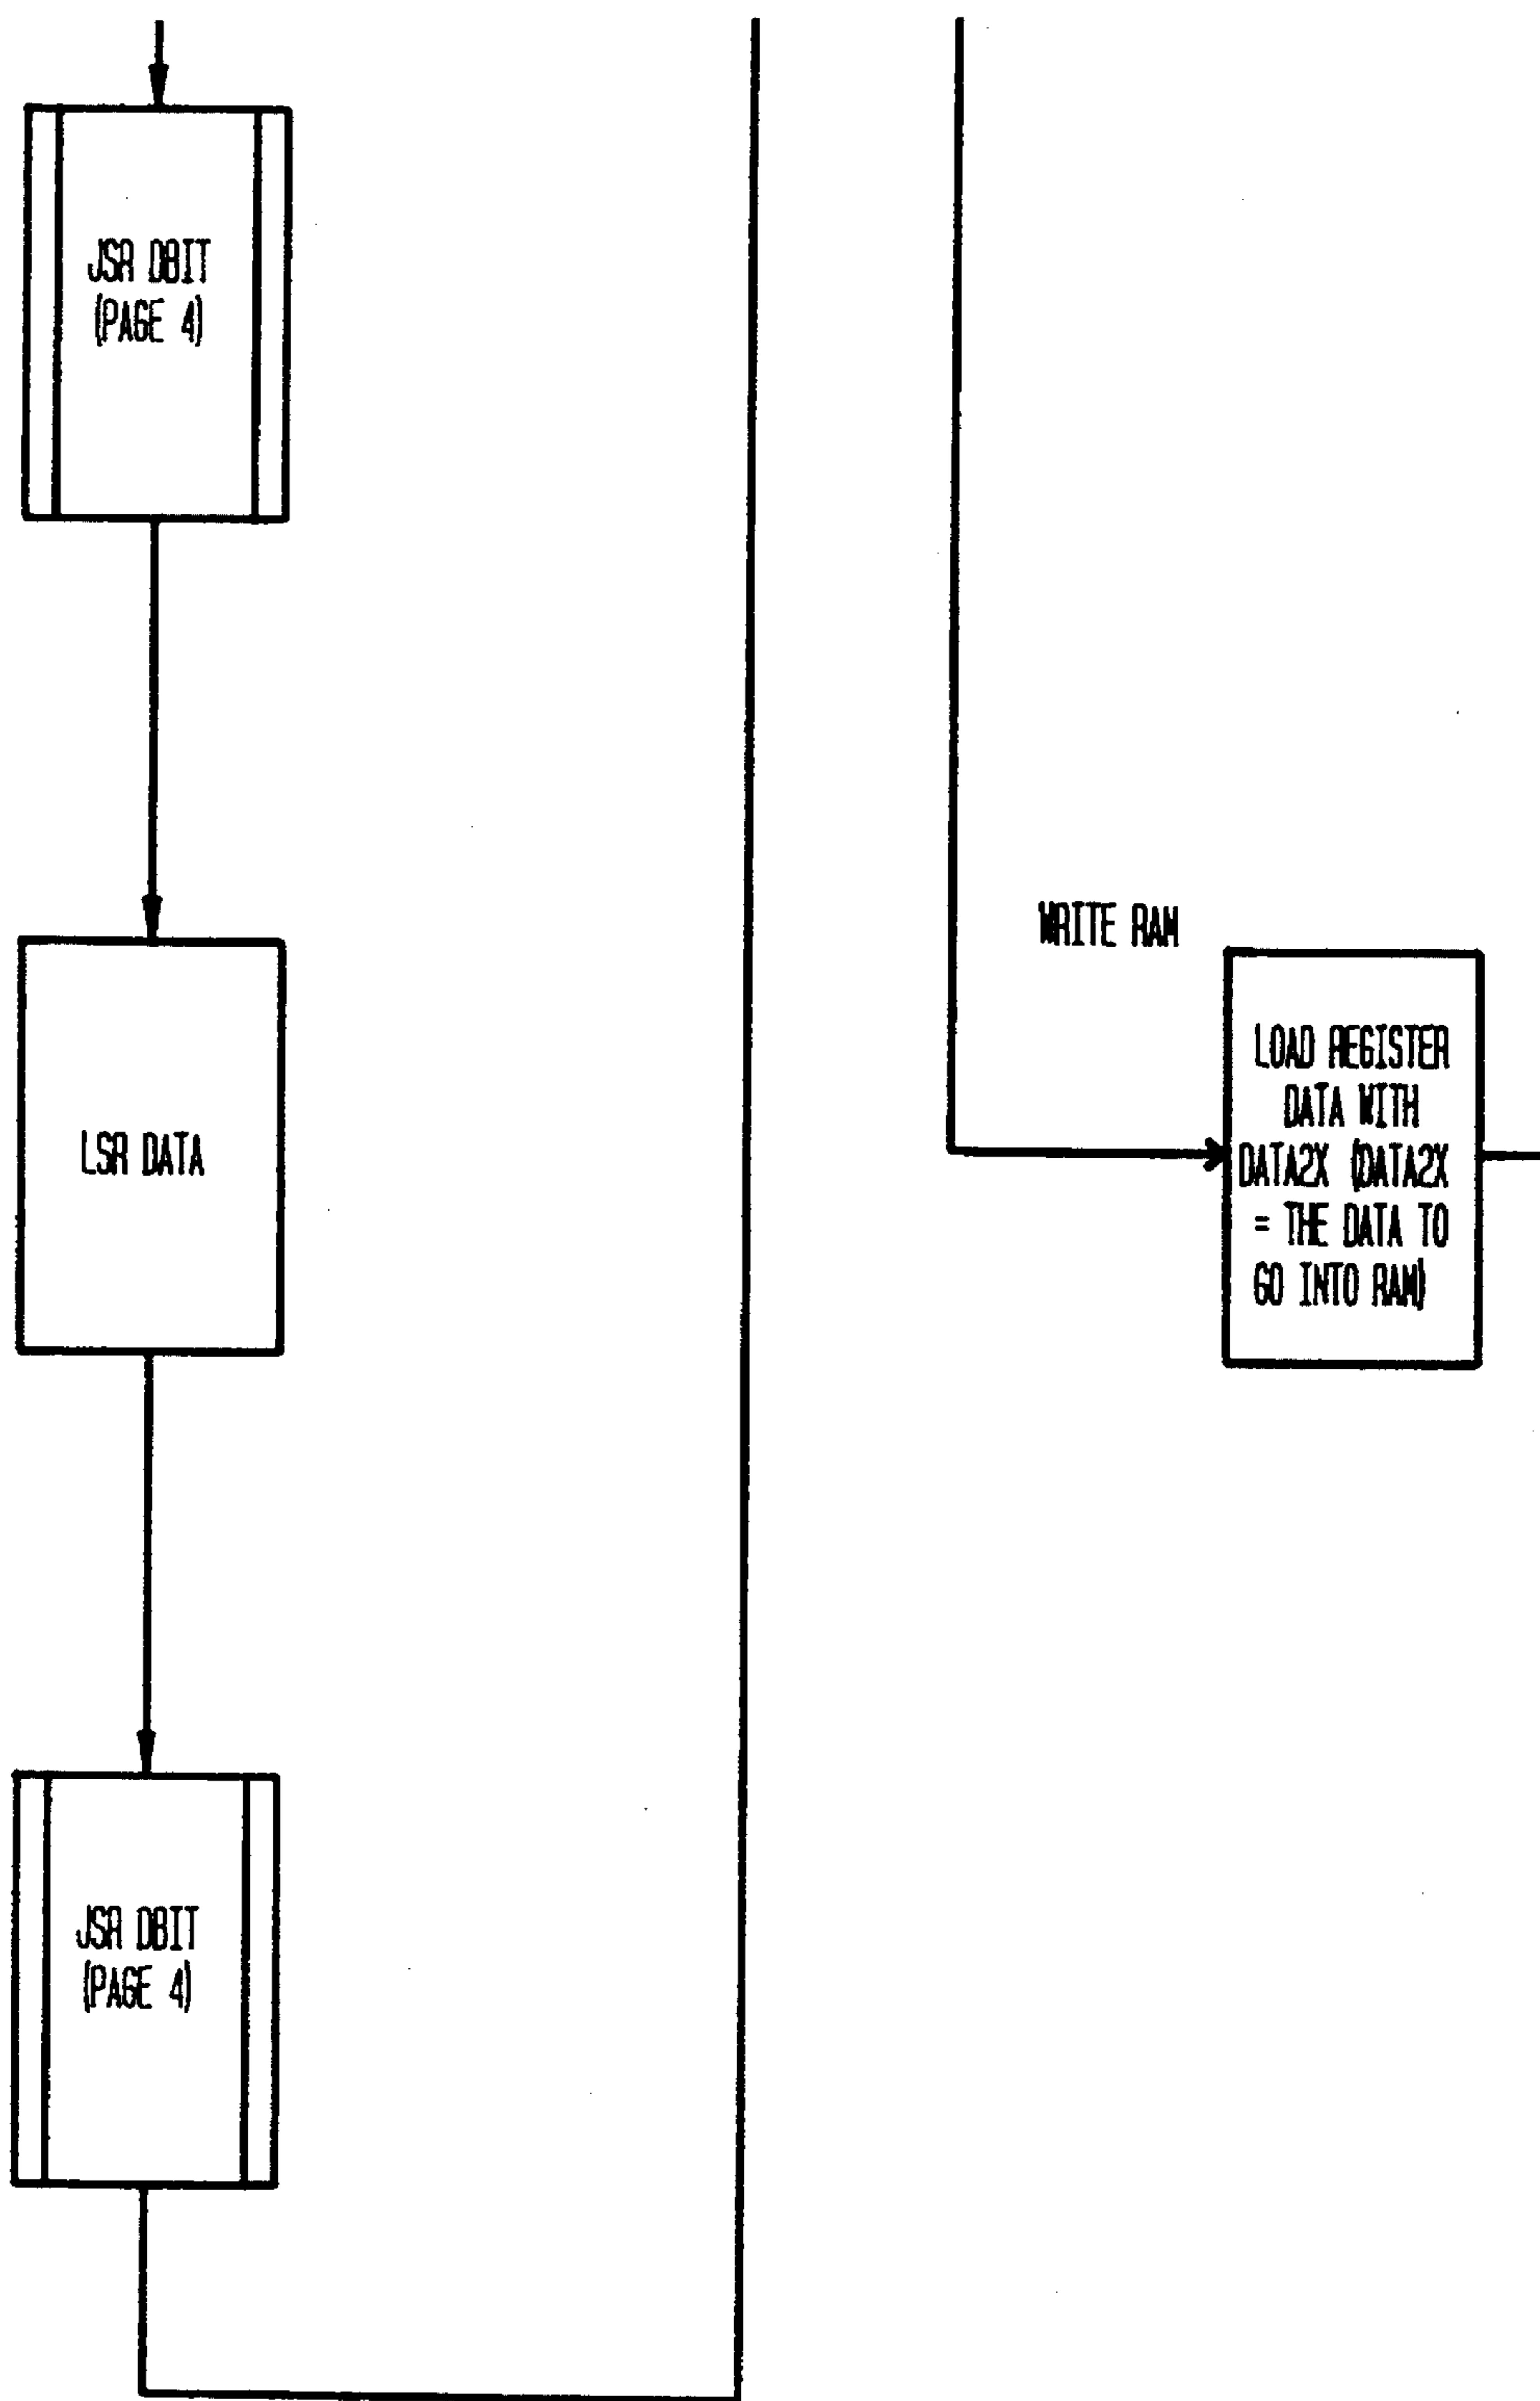 JSR DBIT
(PAGE 4)
LSR DATA
JSR DBIT
(PAGE 4)
WRITE RAM
LOAD REGISTER
DATA WITH
DATA2X (DATA2X
= THE DATA TO
GO INTO RAM)